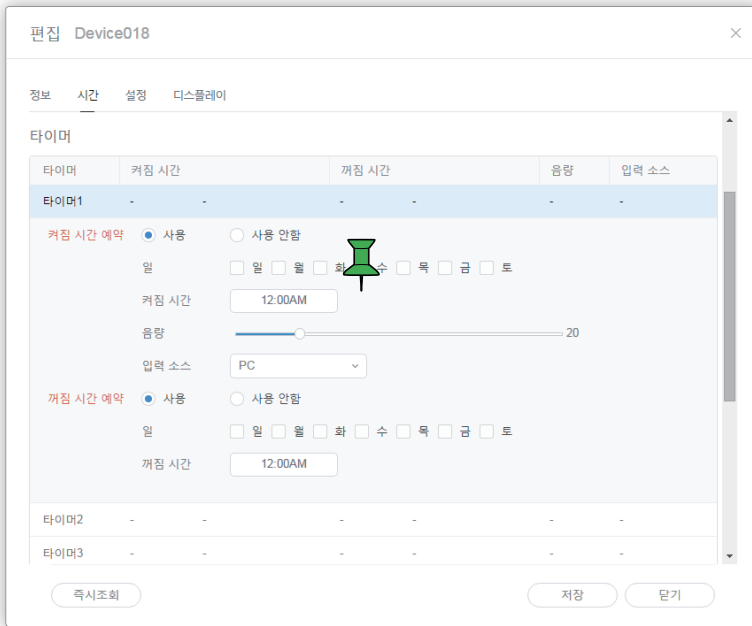 편집 Device018
정보 시간 설정 디스플레이
타이머
타이머 켜짐 시간 꺼짐 시간 음량 입력 소스
타이머1 - - - - - -
켜짐 시간 예약 사용 사용 안함
일 일 월 화 수 목 금 토
켜짐 시간 12:00AM
음량 20
입력 소스 PC
꺼짐 시간 예약 사용 사용 안함
일 일 월 화 수 목 금 토
꺼짐 시간 12:00AM
타이머2 - - - - - -
타이머3 - - - - - -
즉시조회 저장 닫기